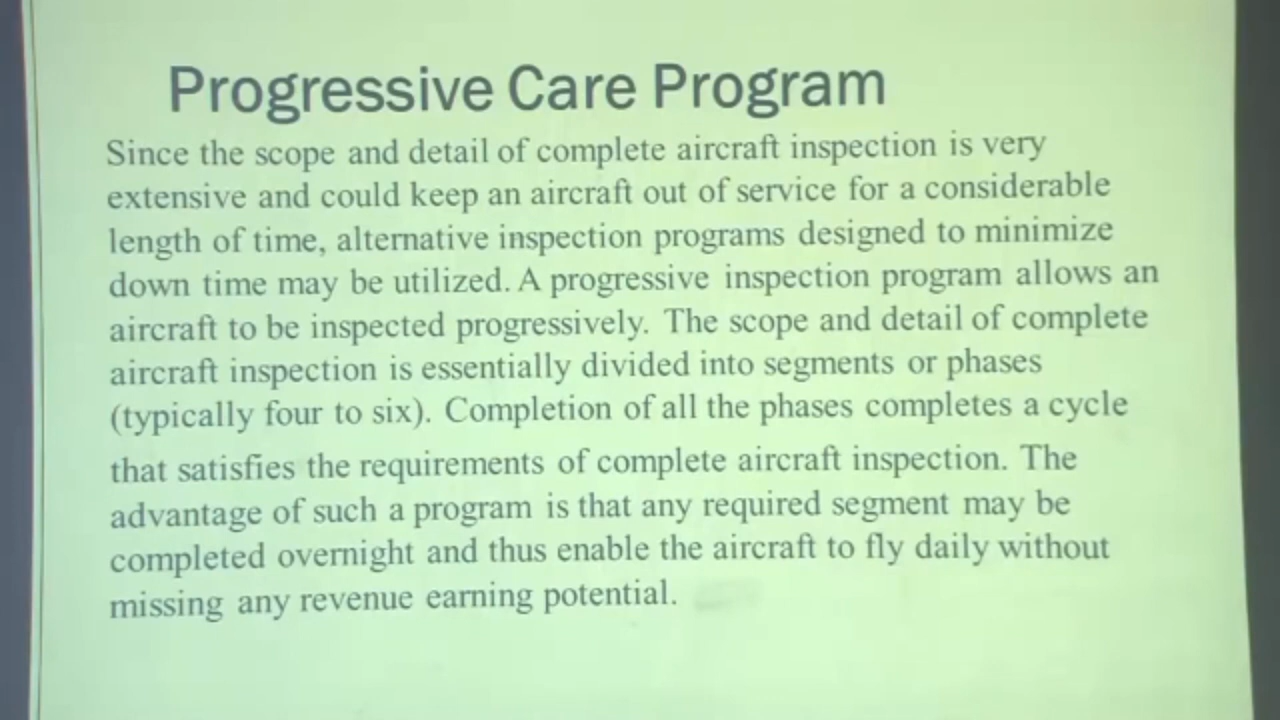 Progressive Care Program
Since the scope and detail of complete aircraft inspection is very
extensive and could keep an aircraft out of service for a considerable
length of time, alternative inspection programs designed to minimize
down time may be utilized. A progressive inspection program allows an
aircraft to be inspected progressively. The scope and detail of complete
aircraft inspection is essentially divided into segments or phases
(typically four to six). Completion of all the phases completes a cycle
that satisfies the requirements of complete aircraft inspection. The
advantage of such a program is that any required segment may be
completed overnight and thus enable the aircraft to fly daily without
missing any revenue earning potential.